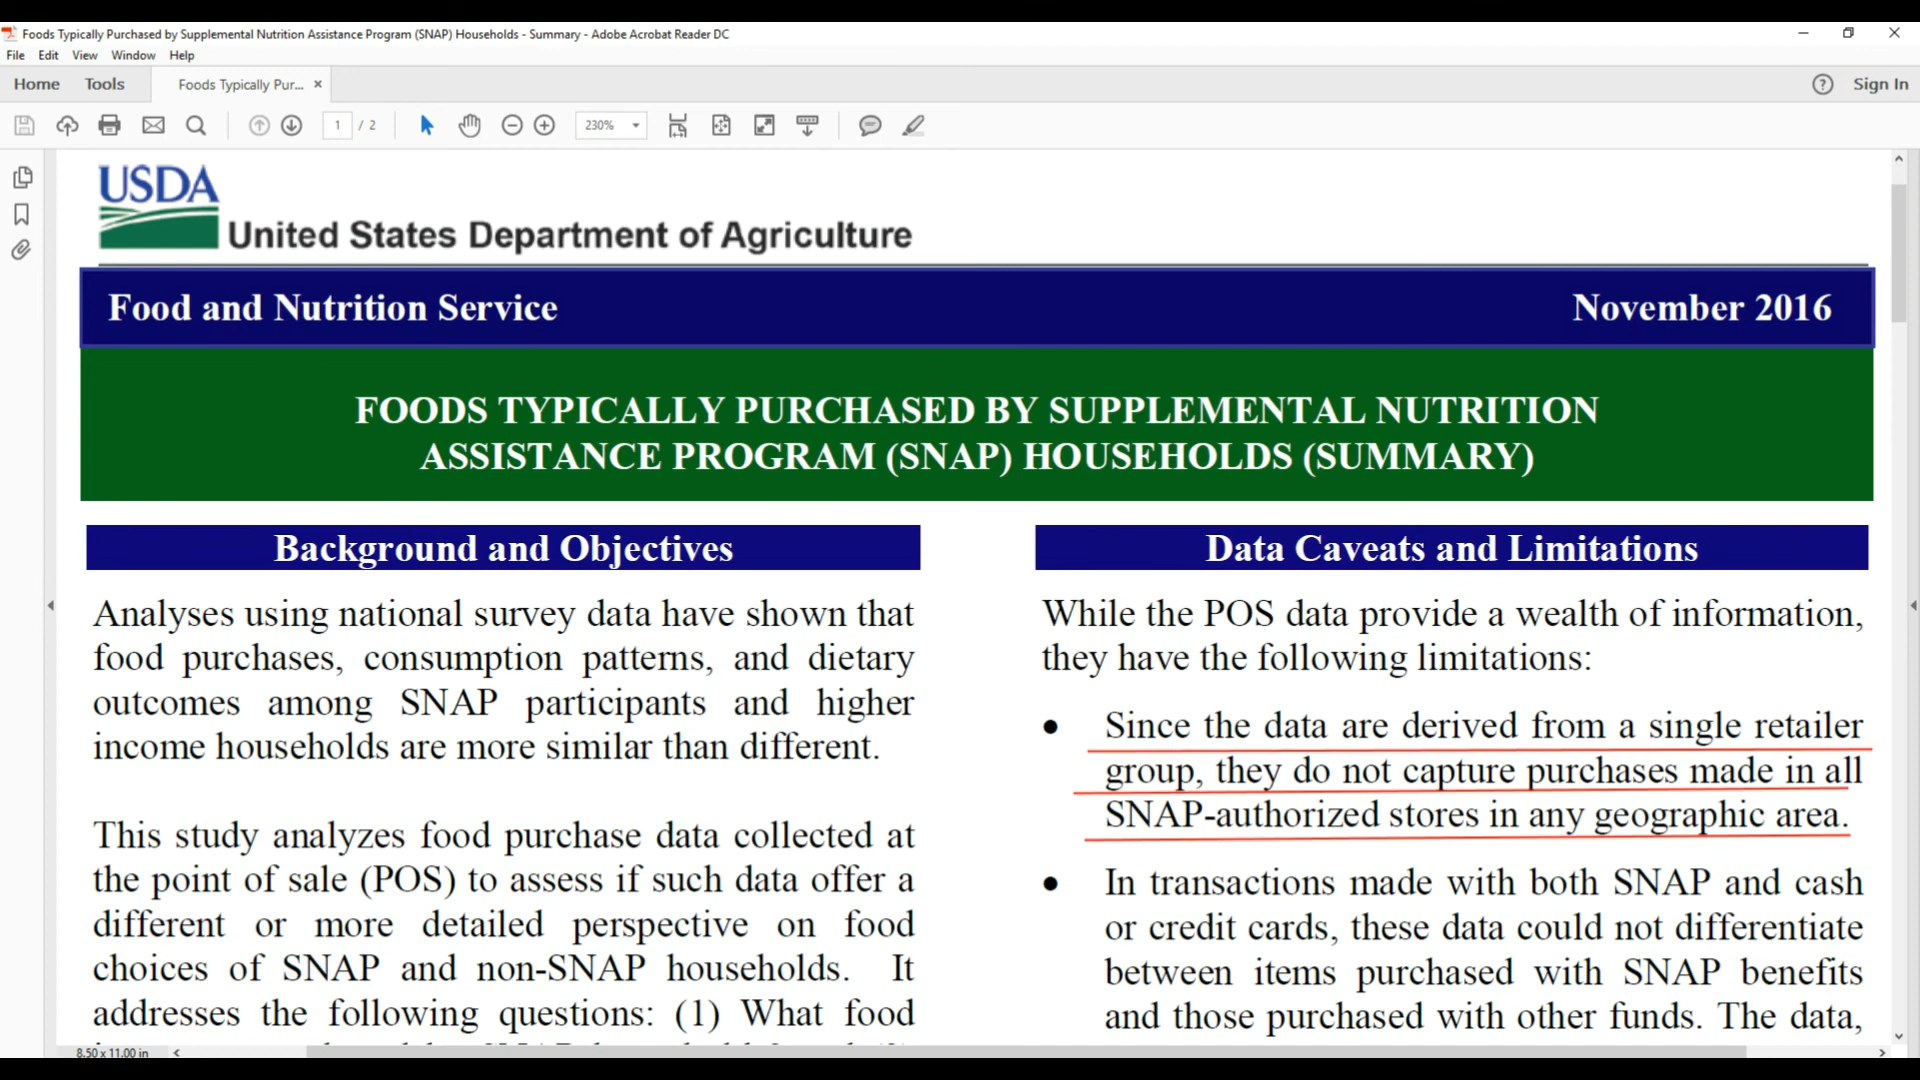 Foods Typically Purchased by Supplemental Nutrition Assistance Program (SNAP) Households - Summary - Adobe Acrobat Reader DC
File Edit View Window Help
Home Tools Foods Typically Pur... Sign In
1 / 2 230%
USDA
United States Department of Agriculture
Food and Nutrition Service November 2016
FOODS TYPICALLY PURCHASED BY SUPPLEMENTAL NUTRITION
ASSISTANCE PROGRAM (SNAP) HOUSEHOLDS (SUMMARY)
Background and Objectives
Analyses using national survey data have shown that
food purchases, consumption patterns, and dietary
outcomes among SNAP participants and higher
income households are more similar than different.
This study analyzes food purchase data collected at
the point of sale (POS) to assess if such data offer a
different or more detailed perspective on food
choices of SNAP and non-SNAP households. It
addresses the following questions: (1) What food
Data Caveats and Limitations
While the POS data provide a wealth of information,
they have the following limitations:
• Since the data are derived from a single retailer
group, they do not capture purchases made in all
SNAP-authorized stores in any geographic area.
• In transactions made with both SNAP and cash
or credit cards, these data could not differentiate
between items purchased with SNAP benefits
and those purchased with other funds. The data,
8.50 x 11.00 in